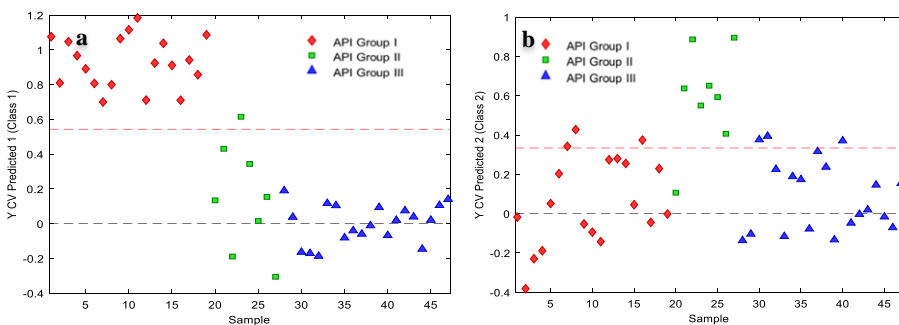 a
API Group I
API Group II
API Group III
Y CV Predicted 1 (Class 1)
1.2
1
0.8
0.6
0.4
0.2
0
-0.2
-0.4
5
10
15
20
25
30
35
40
45
Sample
b
API Group I
API Group II
API Group III
Y CV Predicted 2 (Class 2)
1
0.8
0.6
0.4
0.2
0
-0.2
-0.4
5
10
15
20
25
30
35
40
45
Sample